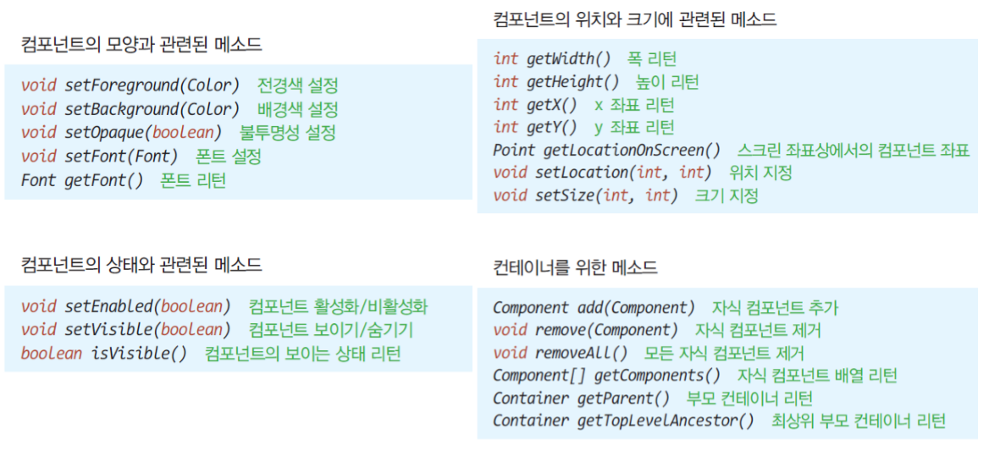 컴포넌트의 모양과 관련된 메소드
void setForeground(Color) 전경색 설정
void setBackground(Color) 배경색 설정
void setOpaque(boolean) 불투명성 설정
void setFont(Font) 폰트 설정
Font getFont() 폰트 리턴
컴포넌트의 위치와 크기에 관련된 메소드
int getWidth() 폭 리턴
int getHeight() 높이 리턴
int getX() x 좌표 리턴
int getY() y 좌표 리턴
Point getLocationOnScreen() 스크린 좌표상에서의 컴포넌트 좌표
void setLocation(int, int) 위치 지정
void setSize(int, int) 크기 지정
컴포넌트의 상태와 관련된 메소드
void setEnabled(boolean) 컴포넌트 활성화/비활성화
void setVisible(boolean) 컴포넌트 보이기/숨기기
boolean isVisible() 컴포넌트의 보이는 상태 리턴
컨테이너를 위한 메소드
Component add(Component) 자식 컴포넌트 추가
void remove(Component) 자식 컴포넌트 제거
void removeAll() 모든 자식 컴포넌트 제거
Component[] getComponents() 자식 컴포넌트 배열 리턴
Container getParent() 부모 컨테이너 리턴
Container getTopLevelAncestor() 최상위 부모 컨테이너 리턴